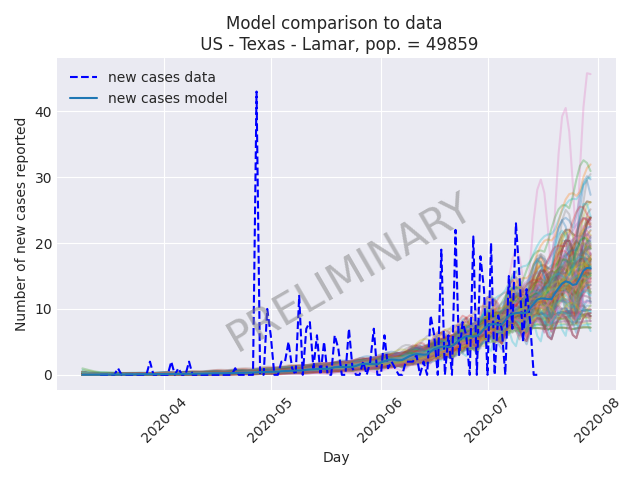 Model comparison to data
US - Texas - Lamar, pop. = 49859
new cases data
new cases model
PRELIMINARY
Number of new cases reported
40
30
20
10
0
2020-04
2020-05
2020-06
2020-07
2020-08
Day